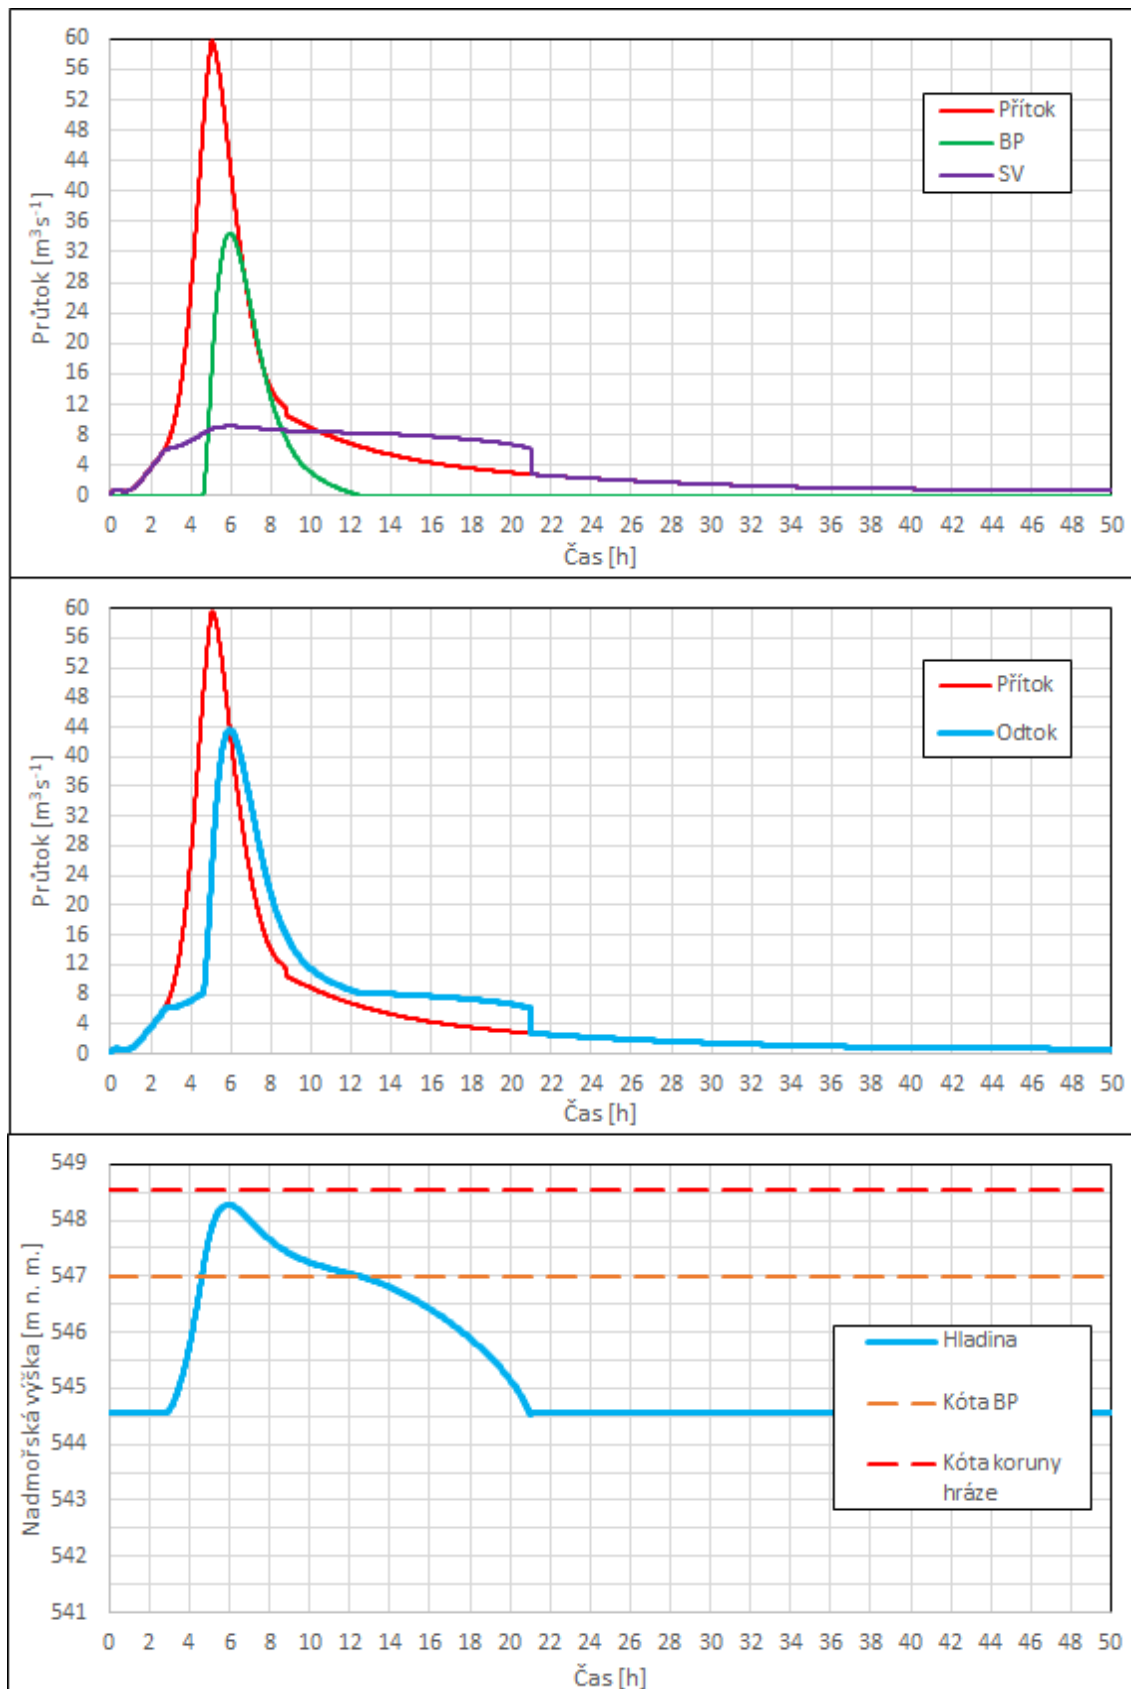 60
56
52
48
44
40
36
32
28
24
20
16
12
8
4
0
Průtok [m³s⁻¹]
Přítok
BP
SV
0 2 4 6 8 10 12 14 16 18 20 22 24 26 28 30 32 34 36 38 40 42 44 46 48 50
Čas [h]
60
56
52
48
44
40
36
32
28
24
20
16
12
8
4
0
Průtok [m³s⁻¹]
Přítok
Odtok
0 2 4 6 8 10 12 14 16 18 20 22 24 26 28 30 32 34 36 38 40 42 44 46 48 50
Čas [h]
549
548
547
546
545
544
543
542
541
Nadmořská výška [m n. m.]
Hladina
Kóta BP
Kóta koruny
hráze
0 2 4 6 8 10 12 14 16 18 20 22 24 26 28 30 32 34 36 38 40 42 44 46 48 50
Čas [h]